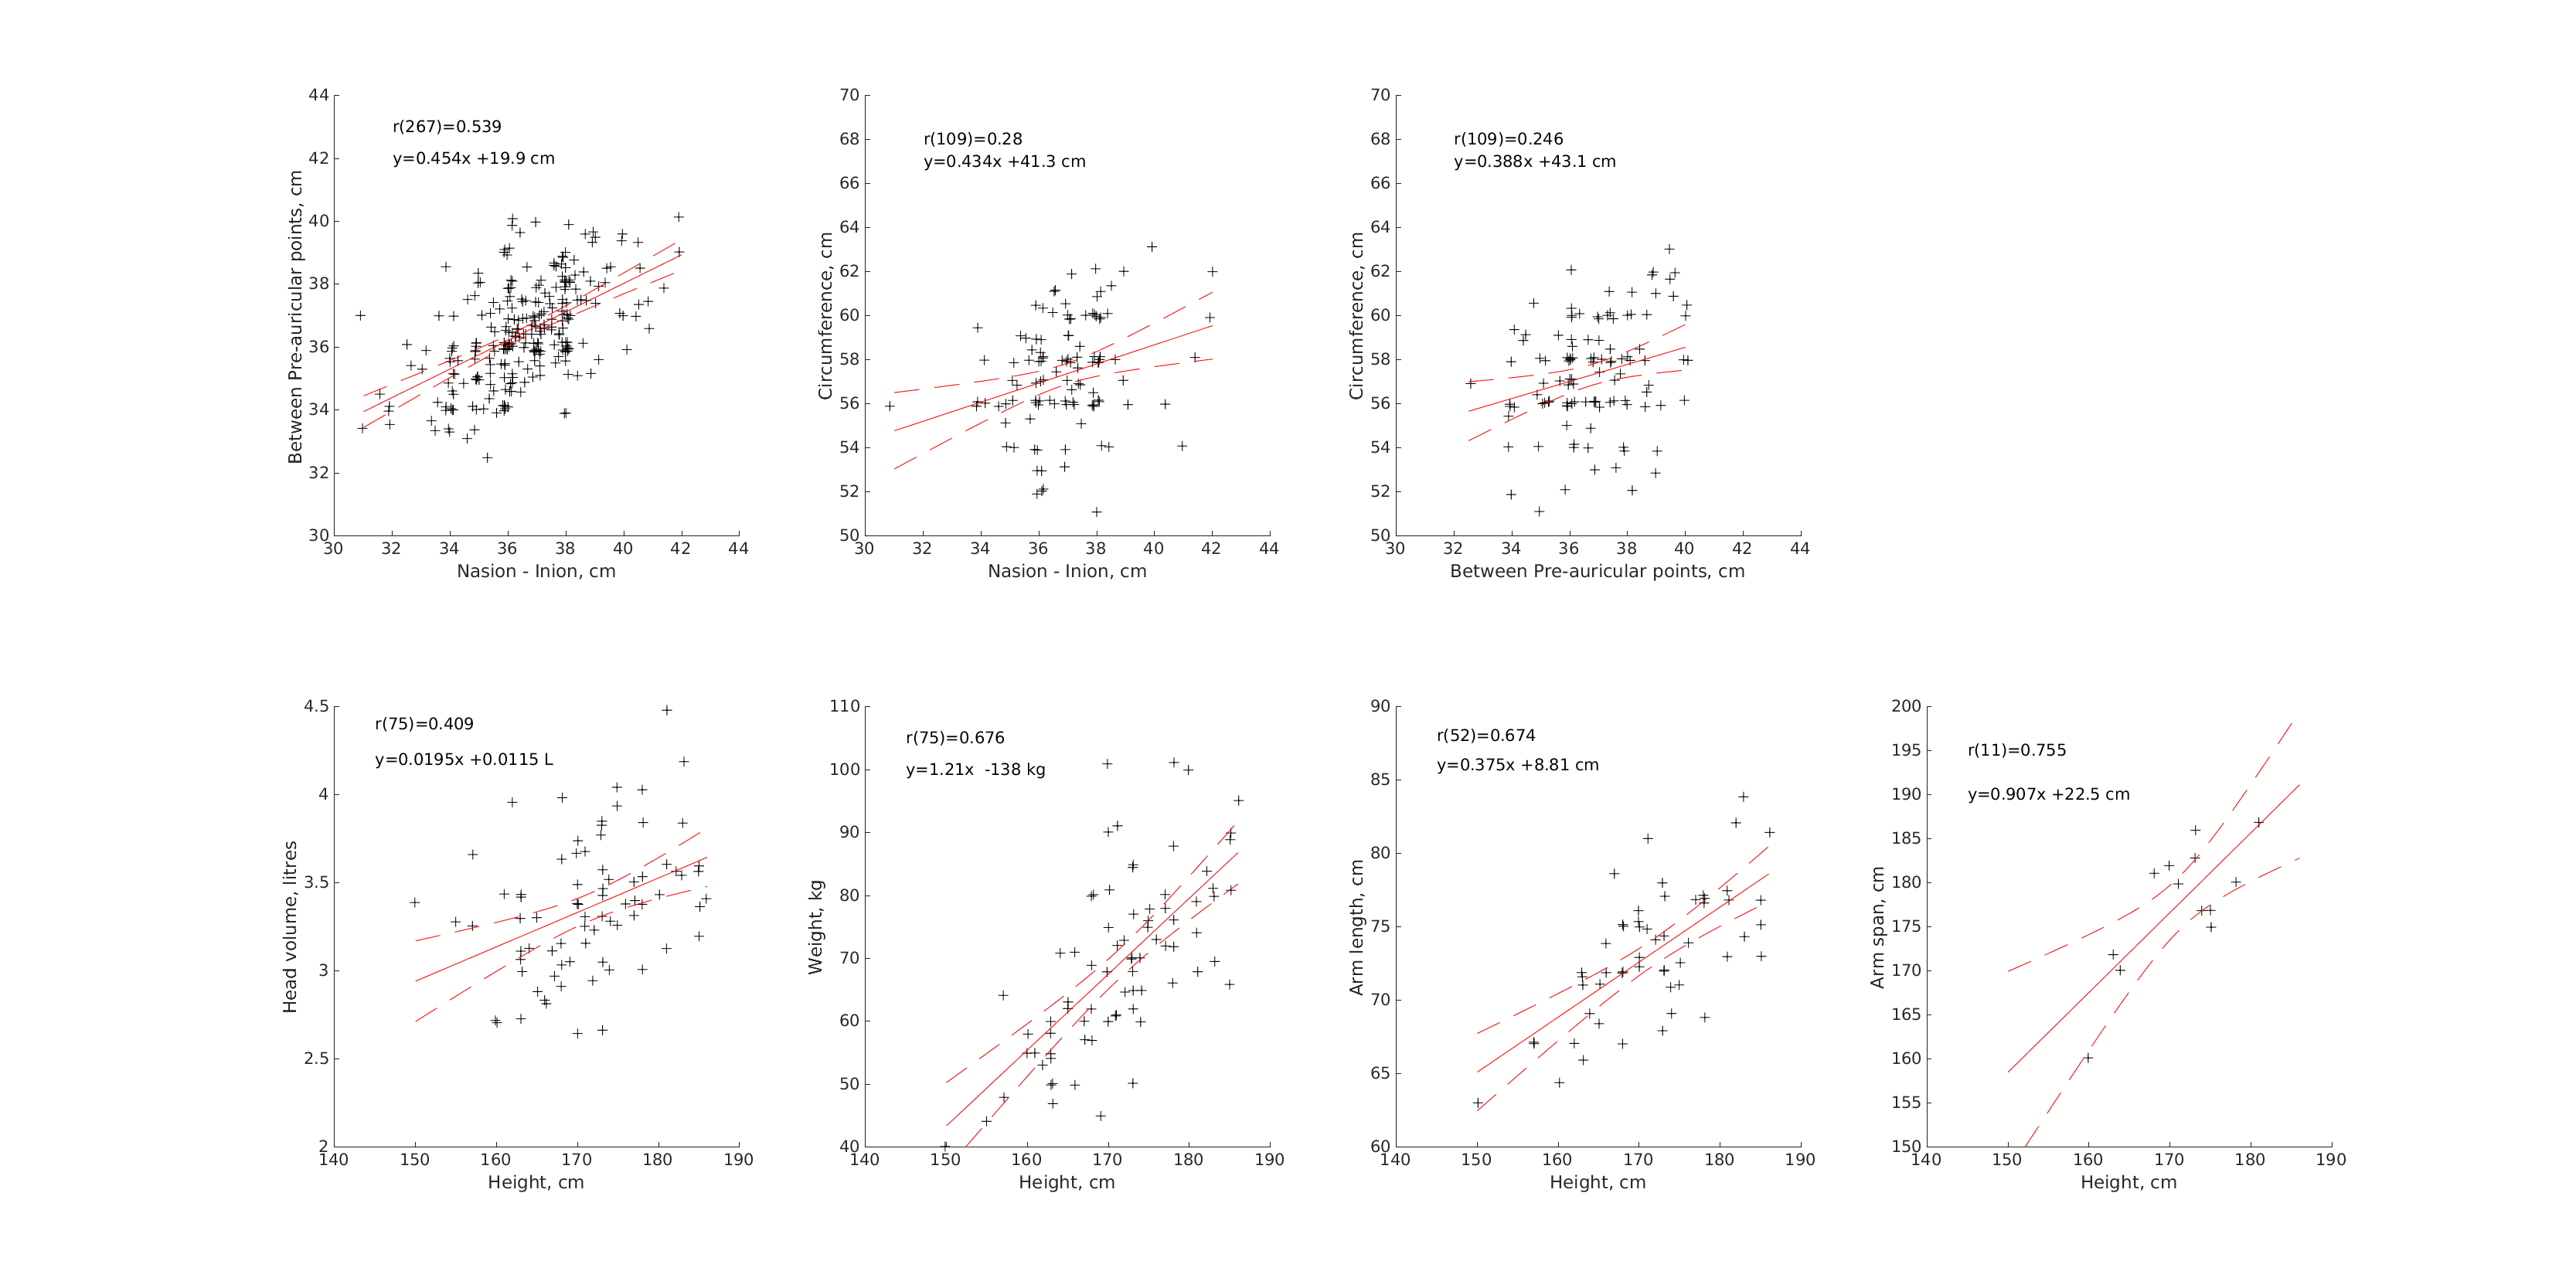 44
42
40
38
36
34
32
30
Between Pre-auricular points, cm
r(267)=0.539
y=0.454x +19.9 cm
30 32 34 36 38 40 42 44
Nasion - Inion, cm
70
68
66
64
62
60
58
56
54
52
50
Circumference, cm
r(109)=0.28
y=0.434x +41.3 cm
30 32 34 36 38 40 42 44
Nasion - Inion, cm
70
68
66
64
62
60
58
56
54
52
50
Circumference, cm
r(109)=0.246
y=0.388x +43.1 cm
30 32 34 36 38 40 42 44
Between Pre-auricular points, cm
4.5
4
3.5
3
2.5
2
Head volume, litres
r(75)=0.409
y=0.0195x +0.0115 L
140 150 160 170 180 190
Height, cm
110
100
90
80
70
60
50
40
Weight, kg
r(75)=0.676
y=1.21x  -138 kg
140 150 160 170 180 190
Height, cm
90
85
80
75
70
65
60
Arm length, cm
r(52)=0.674
y=0.375x +8.81 cm
140 150 160 170 180 190
Height, cm
200
195
190
185
180
175
170
165
160
155
150
Arm span, cm
r(11)=0.755
y=0.907x +22.5 cm
140 150 160 170 180 190
Height, cm